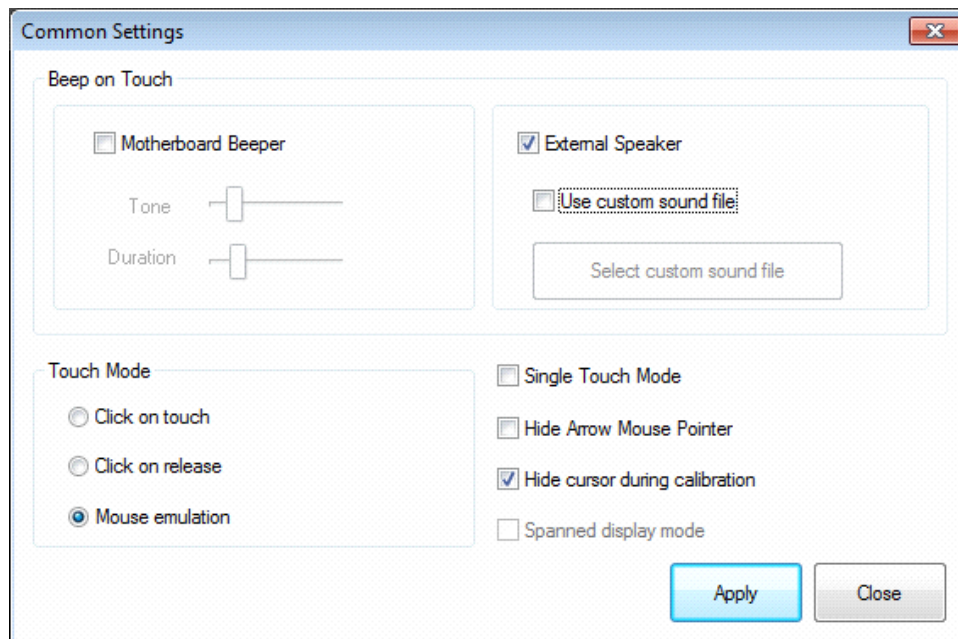 Common Settings
Beep on Touch
Motherboard Beeper
Tone
Duration
External Speaker
Use custom sound file
Select custom sound file
Touch Mode
Click on touch
Click on release
Mouse emulation
Single Touch Mode
Hide Arrow Mouse Pointer
Hide cursor during calibration
Spanned display mode
Apply
Close